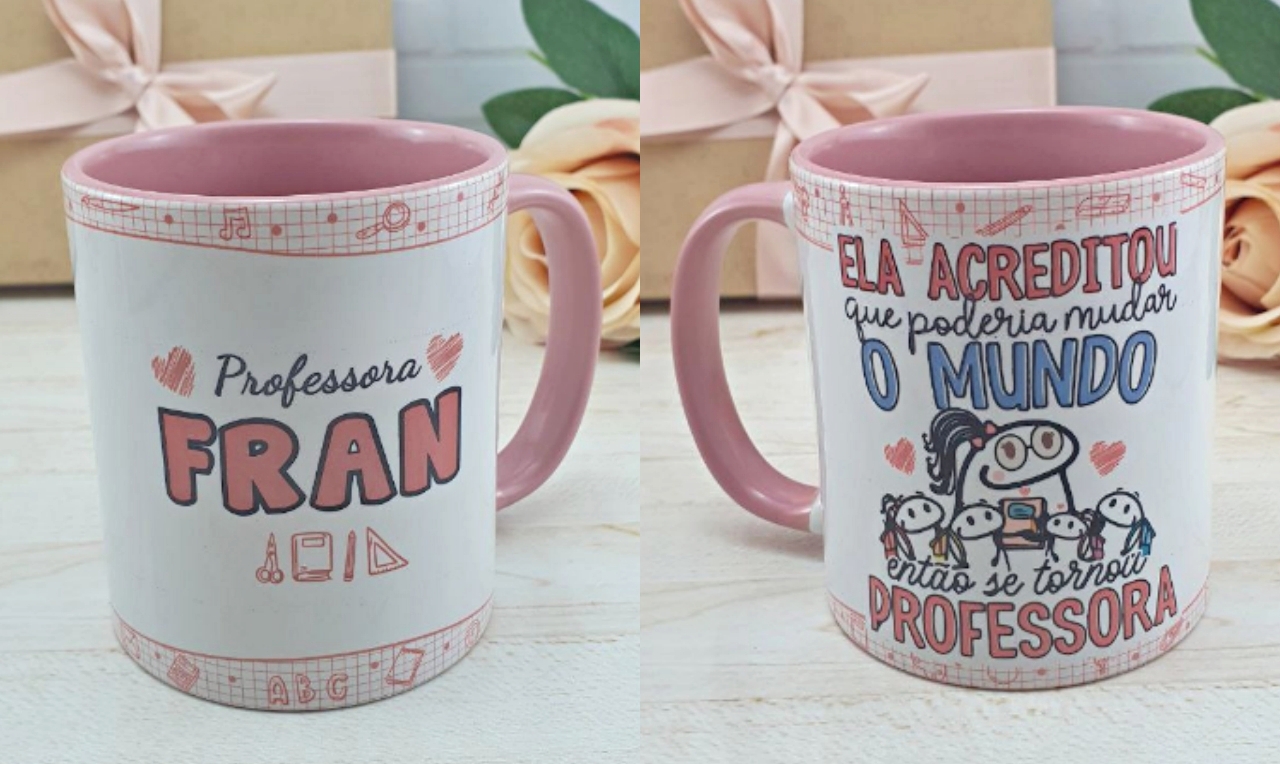 Professora
FRAN
ABC
ELA ACREDITOU
que poderia mudar
O MUNDO
então se tornou
PROFESSORA